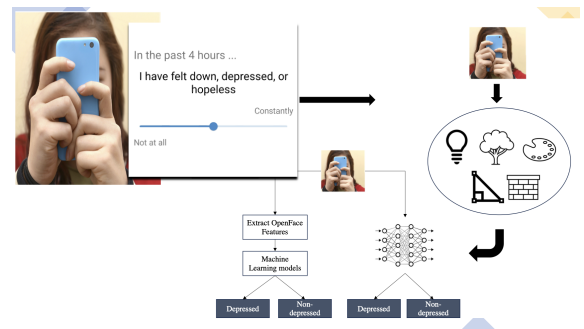 In the past 4 hours ...
I have felt down, depressed, or
hopeless
Constantly
Not at all
Extract OpenFace
Features
Machine
Learning models
Depressed
Non-
depressed
Depressed
Non-
depressed